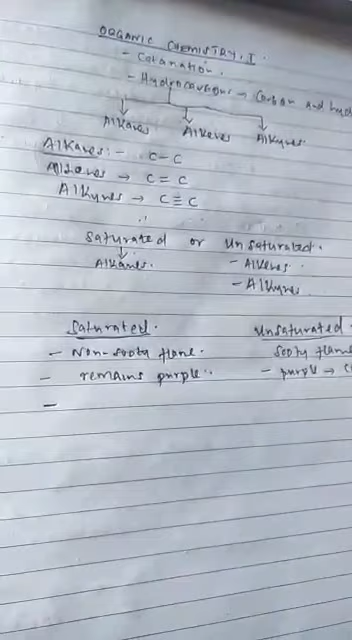 ORGANIC CHEMISTRY. I
- Catanation.
- Hydrocarbons → Carbon and hyd
Alkanes Alkenes Alkynes
Alkanes:- C-C
Alkenes → C=C
Alkynes → C≡C
Saturated or Unsaturated.
Alkanes. - Alkenes
- Alkynes
Saturated. Unsaturated
- Non-sooty flame. Sooty flame
- remains purple. - purple → C
-